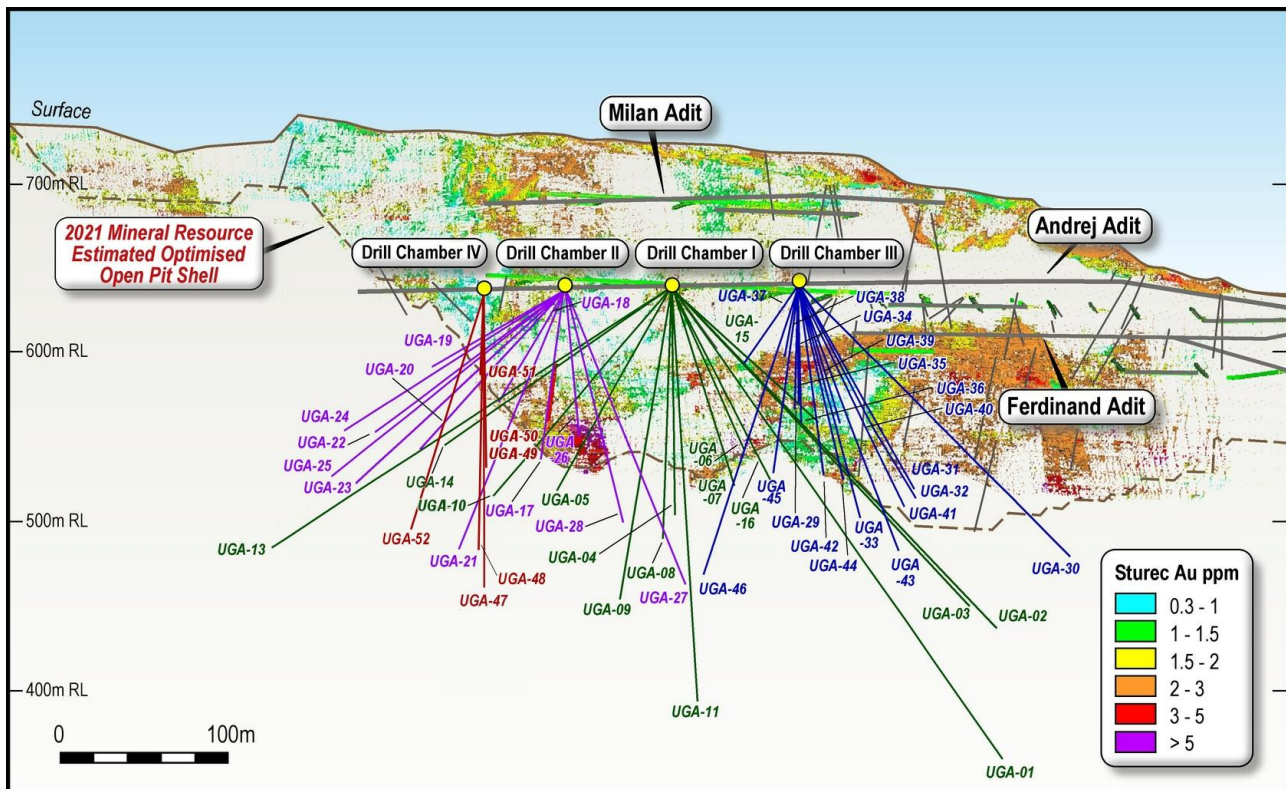 Surface
Milan Adit
700m RL
2021 Mineral Resource
Estimated Optimised
Open Pit Shell
Andrej Adit
Drill Chamber IV
Drill Chamber II
Drill Chamber I
Drill Chamber III
UGA-18
UGA-37
UGA-38
UGA-34
UGA-
15
UGA-19
UGA-39
600m RL
UGA-20
UGA-51
UGA-35
UGA-36
UGA-40
Ferdinand Adit
UGA-24
UGA-22
UGA-50
UGA-49
UGA
-26
UGA
-06
UGA-25
UGA-23
UGA-14
UGA-10
UGA-17
UGA-05
UGA
-07
UGA
-16
UGA
-45
UGA-31
UGA-32
UGA-41
500m RL
UGA-28
UGA-29
UGA
-33
UGA-13
UGA-52
UGA-21
UGA-04
UGA-42
UGA-44
UGA
-43
UGA-30
UGA-48
UGA-47
UGA-08
UGA-09
UGA-27
UGA-46
UGA-03
UGA-02
400m RL
UGA-11
UGA-01
0
100m
Sturec Au ppm
0.3 - 1
1 - 1.5
1.5 - 2
2 - 3
3 - 5
> 5